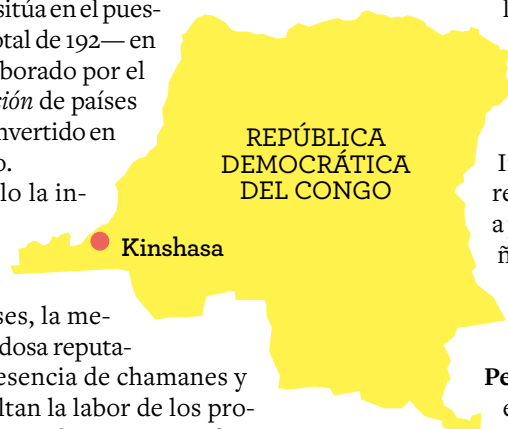 sitúa en el pues-
otal de 192— en
borado por el
ción de países
nvertido en
o.
lo la in-
ses, la me-
dosa reputa-
esencia de chamanes y
ltan la labor de los pro-
REPÚBLICA
DEMOCRÁTICA
DEL CONGO
Kinshasa
l
I
re
a
ñ
Pe
e